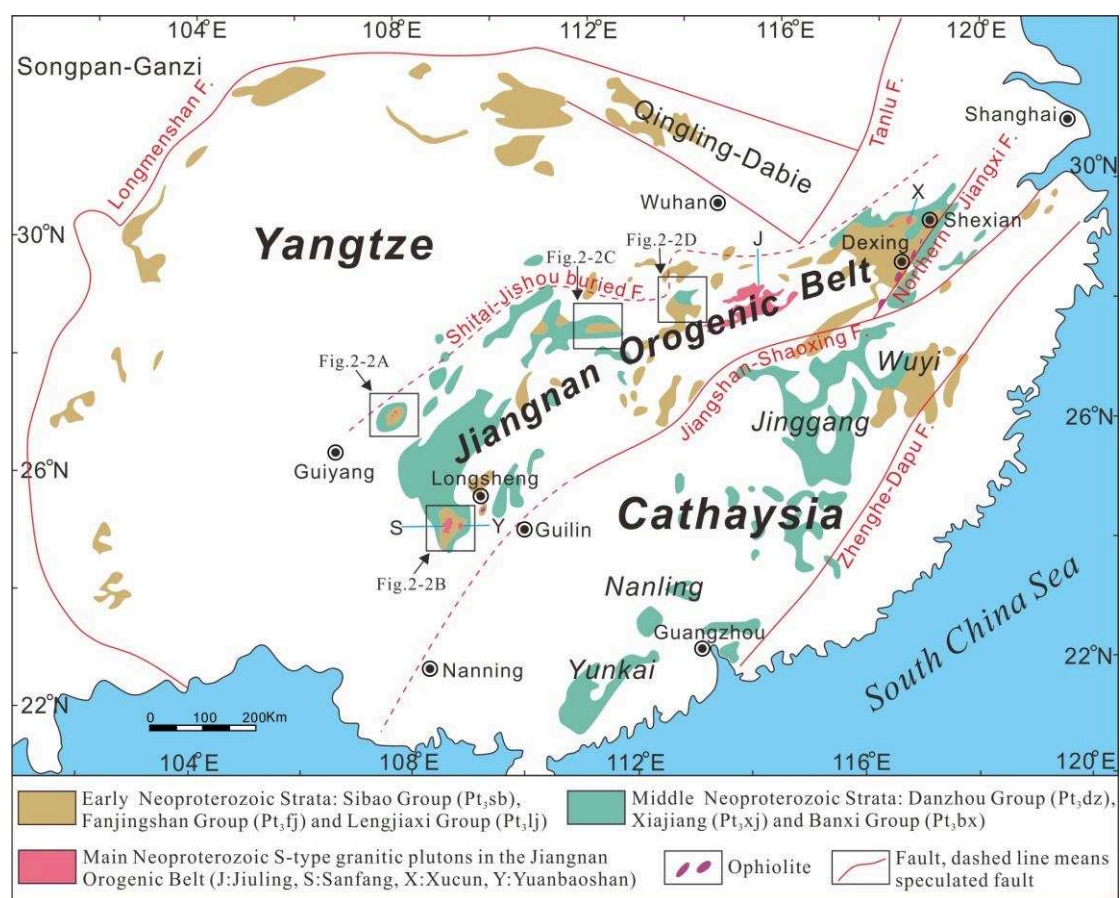 104°E
108°E
112°E
116°E
120°E
Songpan-Ganzi
Longmenshan F.
Qingling-Dabie
Tanlu F.
Shanghai
30°N
30°N
Wuhan
X
Shexian
Northern Jiangxi F.
Yangtze
Fig.2-2C
Fig.2-2D
J
Dexing
Shitai-Jishou buried F.
Jiangnan Orogenic Belt
Fig.2-2A
Jiangshan-Shaoxing F.
Wuyi
Jinggang
26°N
Guiyang
26°N
Longsheng
Cathaysia
Zhenghe-Dapu F.
S
Y
Guilin
Fig.2-2B
Nanling
Guangzhou
South China Sea
Nanning
Yunkai
22°N
22°N
0 100 200Km
104°E
108°E
112°E
116°E
120°E
Early Neoproterozoic Strata: Sibao Group (Pt₃sb),
Fanjingshan Group (Pt₃fj) and Lengjiaxi Group (Pt₃lj)
Middle Neoproterozoic Strata: Danzhou Group (Pt₃dz),
Xiajiang (Pt₃xj) and Banxi Group (Pt₃bx)
Main Neoproterozoic S-type granitic plutons in the Jiangnan
Orogenic Belt (J:Jiuling, S:Sanfang, X:Xucun, Y:Yuanbaoshan)
Ophiolite
Fault, dashed line means
speculated fault